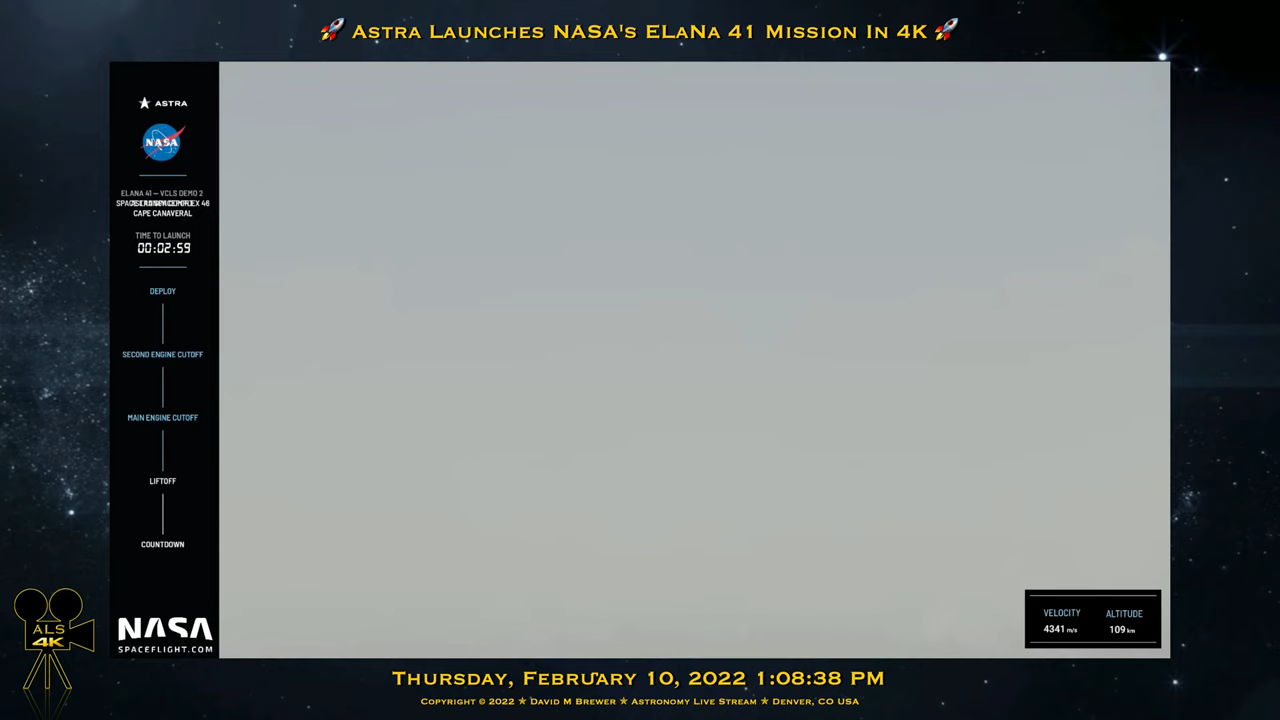 🚀 Astra Launches NASA's ELaNa 41 Mission In 4K 🚀
ASTRA
NASA
ELANA 41 – VCLS DEMO 2
CAPE CANAVERAL
TIME TO LAUNCH
00:02:59
DEPLOY
SECOND ENGINE CUTOFF
MAIN ENGINE CUTOFF
LIFTOFF
COUNTDOWN
NASA
SPACEFLIGHT.COM
VELOCITY
4341 m/s
ALTITUDE
109 km
ALS
4K
Thursday, February 10, 2022 1:08:38 PM
Copyright © 2022 ★ David M Brewer ★ Astronomy Live Stream ★ Denver, CO USA